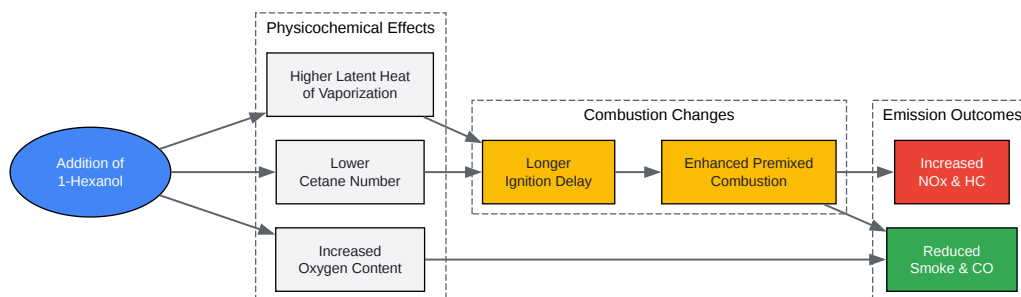 Physicochemical Effects
Higher Latent Heat
of Vaporization
Combustion Changes
Emission Outcomes
Addition of
1-Hexanol
Lower
Cetane Number
Longer
Ignition Delay
Enhanced Premixed
Combustion
Increased
NOx & HC
Increased
Oxygen Content
Reduced
Smoke & CO